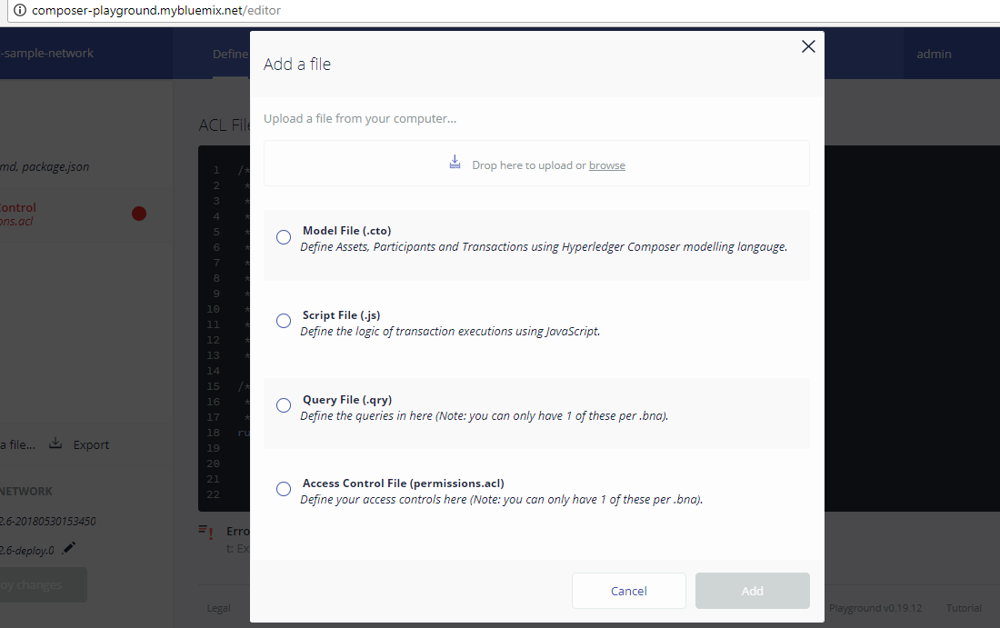 composer-playground.mybluemix.net/editor
-sample-network
Define
admin
Add a file
Upload a file from your computer...
Drop here to upload or browse
Model File (.cto)
Define Assets, Participants and Transactions using Hyperledger Composer modelling langauge.
Script File (.js)
Define the logic of transaction executions using JavaScript.
Query File (.qry)
Define the queries in here (Note: you can only have 1 of these per .bna).
Access Control File (permissions.acl)
Define your access controls here (Note: you can only have 1 of these per .bna).
Cancel
Add
ACL File
md, package.json
ontrol
ons.acl
1 /*
2 *
3 *
4 *
5 *
6 *
7 *
8 *
9 *
10 *
11 *
12 *
13 *
14
15 /*
16 *
17 *
18 ru
19
20
21
22
a file... Export
NETWORK
2.6-20180530153450
2.6-deploy.0
oy changes
Erro
t: Ex
Legal
Playground v0.19.12
Tutorial